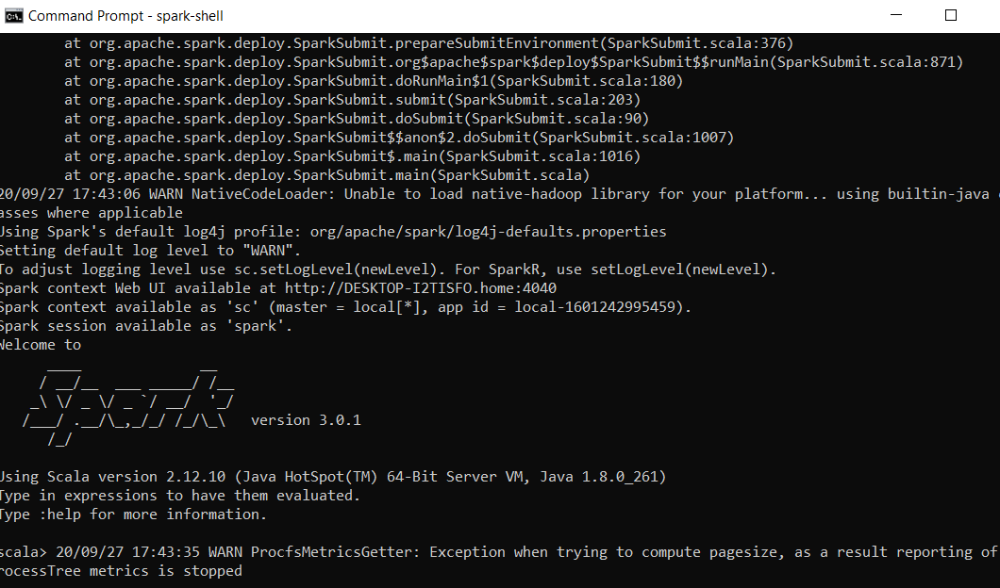 Command Prompt - spark-shell
at org.apache.spark.deploy.SparkSubmit.prepareSubmitEnvironment(SparkSubmit.scala:376)
at org.apache.spark.deploy.SparkSubmit.org$apache$spark$deploy$SparkSubmit$$runMain(SparkSubmit.scala:871)
at org.apache.spark.deploy.SparkSubmit.doRunMain$1(SparkSubmit.scala:180)
at org.apache.spark.deploy.SparkSubmit.submit(SparkSubmit.scala:203)
at org.apache.spark.deploy.SparkSubmit.doSubmit(SparkSubmit.scala:90)
at org.apache.spark.deploy.SparkSubmit$$anon$2.doSubmit(SparkSubmit.scala:1007)
at org.apache.spark.deploy.SparkSubmit$.main(SparkSubmit.scala:1016)
at org.apache.spark.deploy.SparkSubmit.main(SparkSubmit.scala)
20/09/27 17:43:06 WARN NativeCodeLoader: Unable to load native-hadoop library for your platform... using builtin-java
asses where applicable
Using Spark's default log4j profile: org/apache/spark/log4j-defaults.properties
Setting default log level to "WARN".
To adjust logging level use sc.setLogLevel(newLevel). For SparkR, use setLogLevel(newLevel).
Spark context Web UI available at http://DESKTOP-I2TISFO.home:4040
Spark context available as 'sc' (master = local[*], app id = local-1601242995459).
Spark session available as 'spark'.
Welcome to
Spark version 3.0.1
Using Scala version 2.12.10 (Java HotSpot(TM) 64-Bit Server VM, Java 1.8.0_261)
Type in expressions to have them evaluated.
Type :help for more information.
scala> 20/09/27 17:43:35 WARN ProcfsMetricsGetter: Exception when trying to compute pagesize, as a result reporting of
rocessTree metrics is stopped